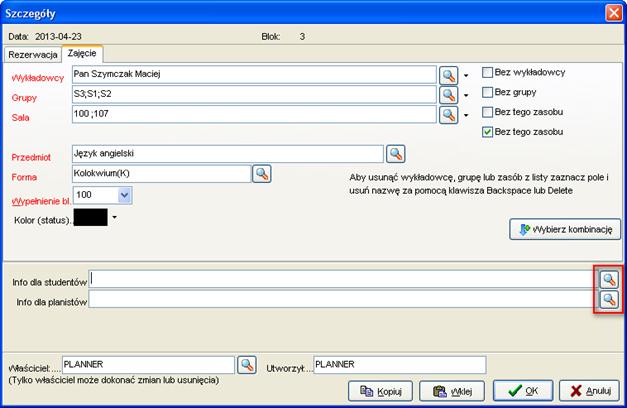 Szczegóły
Data: 2013-04-23 Blok: 3
Rezerwacja Zajęcie
Wykładowcy Pan Szymczak Maciej Bez wykładowcy
Grupy S3;S1;S2 Bez grupy
Sala 100 ;107 Bez tego zasobu
Bez tego zasobu
Przedmiot Język angielski
Forma Kolokwium(K)
Aby usunąć wykładowcę, grupę lub zasób z listy zaznacz pole i
usuń nazwę za pomocą klawisza Backspace lub Delete
Wypełnienie bl. 100
Kolor (status).
Wybierz kombinację
Info dla studentów
Info dla planistów
Właściciel:.... PLANNER Utworzył:... PLANNER
(Tylko właściciel może dokonać zmian lub usunięcia)
Kopiuj Wklej OK Anuluj